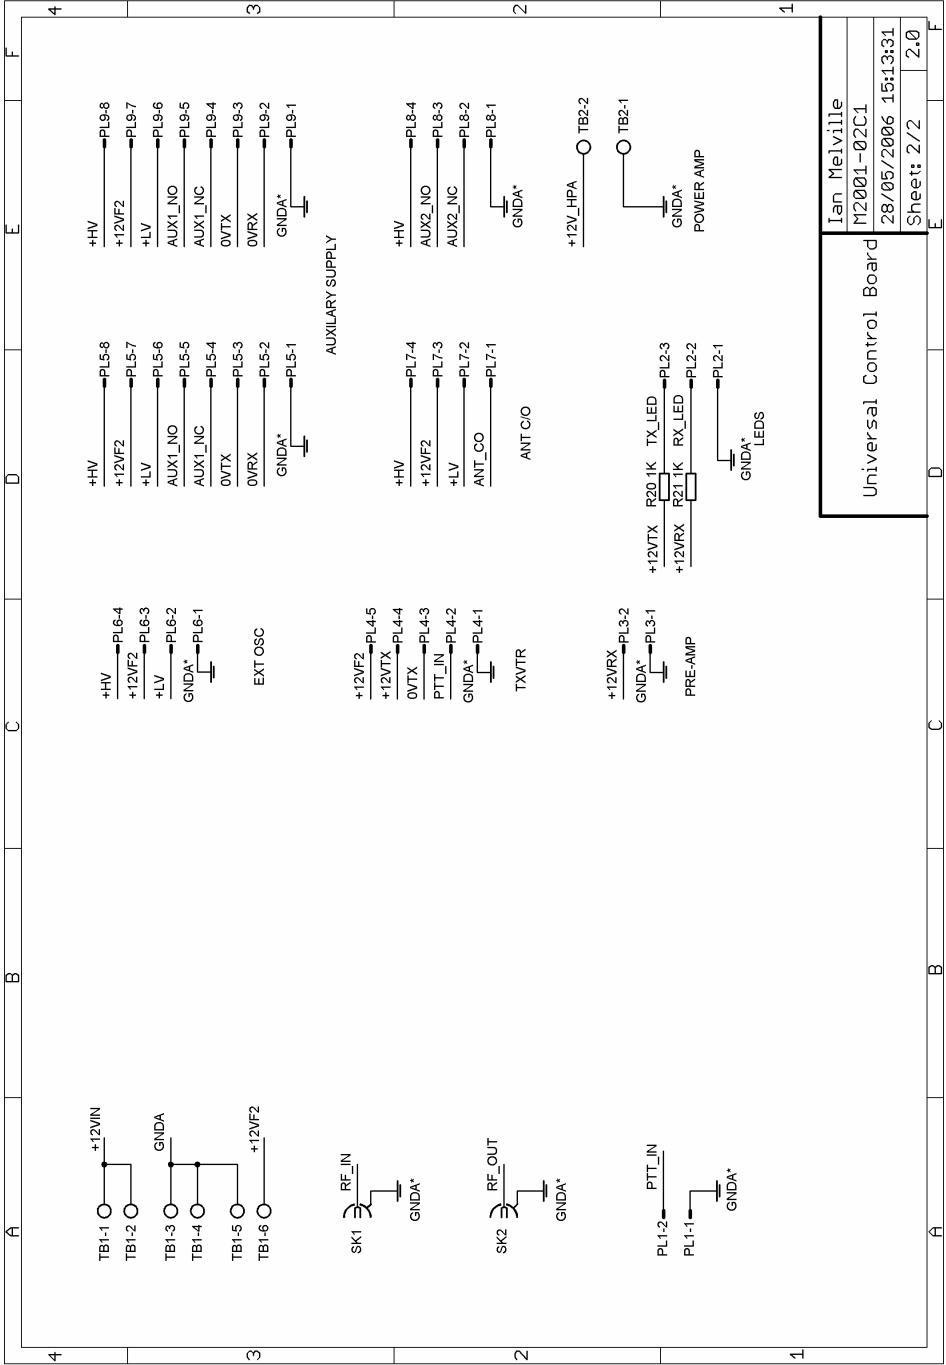 A
B
C
D
E
F
4
3
2
1
4
3
2
1
A
B
C
D
E
F
TB1-1
TB1-2
+12VIN
TB1-3
TB1-4
TB1-5
GNDA
TB1-6
+12VF2
SK1
RF_IN
GNDA*
SK2
RF_OUT
GNDA*
PL1-2
PTT_IN
PL1-1
GNDA*
+HV
PL6-4
+12VF2
PL6-3
+LV
PL6-2
GNDA*
PL6-1
EXT OSC
+12VF2
PL4-5
+12VTX
PL4-4
0VTX
PL4-3
PTT_IN
PL4-2
GNDA*
PL4-1
TXVTR
+12VRX
PL3-2
GNDA*
PL3-1
PRE-AMP
+HV
PL5-8
+12VF2
PL5-7
+LV
PL5-6
AUX1_NO
PL5-5
AUX1_NC
PL5-4
0VTX
PL5-3
0VRX
PL5-2
GNDA*
PL5-1
AUXILARY SUPPLY
+HV
PL9-8
+12VF2
PL9-7
+LV
PL9-6
AUX1_NO
PL9-5
AUX1_NC
PL9-4
0VTX
PL9-3
0VRX
PL9-2
GNDA*
PL9-1
+HV
PL7-4
+12VF2
PL7-3
+LV
PL7-2
ANT_CO
PL7-1
ANT C/O
+HV
PL8-4
AUX2_NO
PL8-3
AUX2_NC
PL8-2
PL8-1
GNDA*
+12V_HPA
TB2-2
TB2-1
GNDA*
POWER AMP
+12VTX
R20 1K
TX_LED
PL2-3
+12VRX
R21 1K
RX_LED
PL2-2
PL2-1
GNDA*
LEDS
Universal Control Board
Ian Melville
M2001-02C1
28/05/2006 15:13:31
Sheet: 2/2
2.0